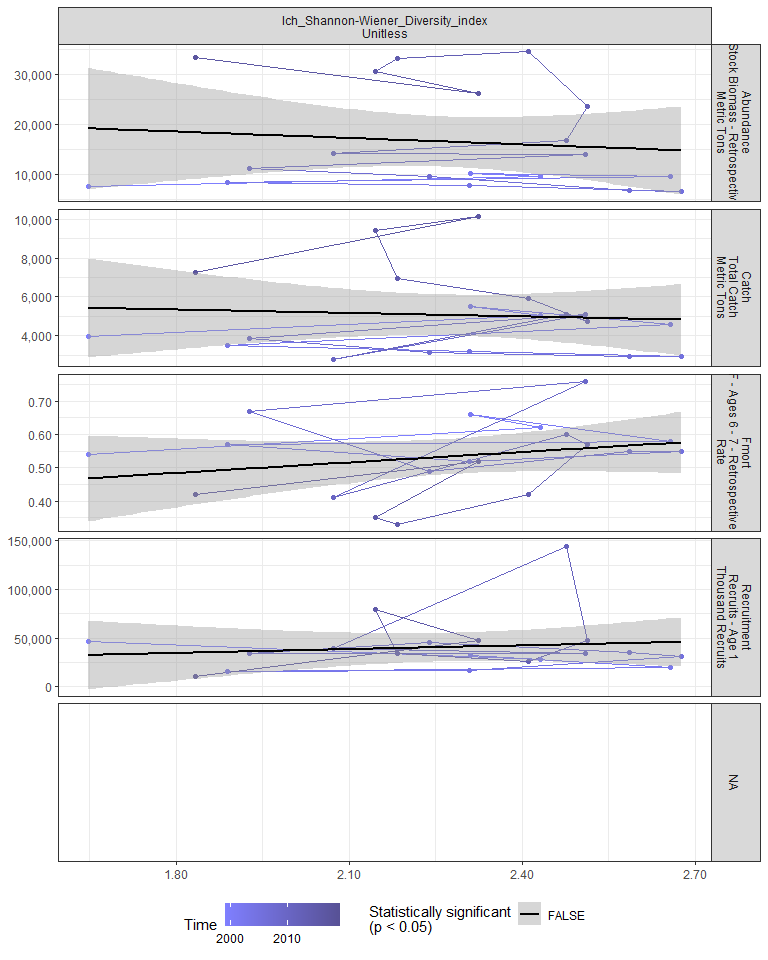 Ich_Shannon-Wiener_Diversity_index
Unitless
30,000
20,000
10,000
Abundance
Stock Biomass - Retrospectiv
Metric Tons
10,000
8,000
6,000
4,000
Catch
Total Catch
Metric Tons
0.70
0.60
0.50
0.40
Fmort
- Ages 6 - 7 - Retrospective
Rate
150,000
100,000
50,000
0
Recruitment
Recruits - Age 1
Thousand Recruits
NA
1.80 2.10 2.40 2.70
Time
2000 2010
Statistically significant
(p < 0.05)
FALSE